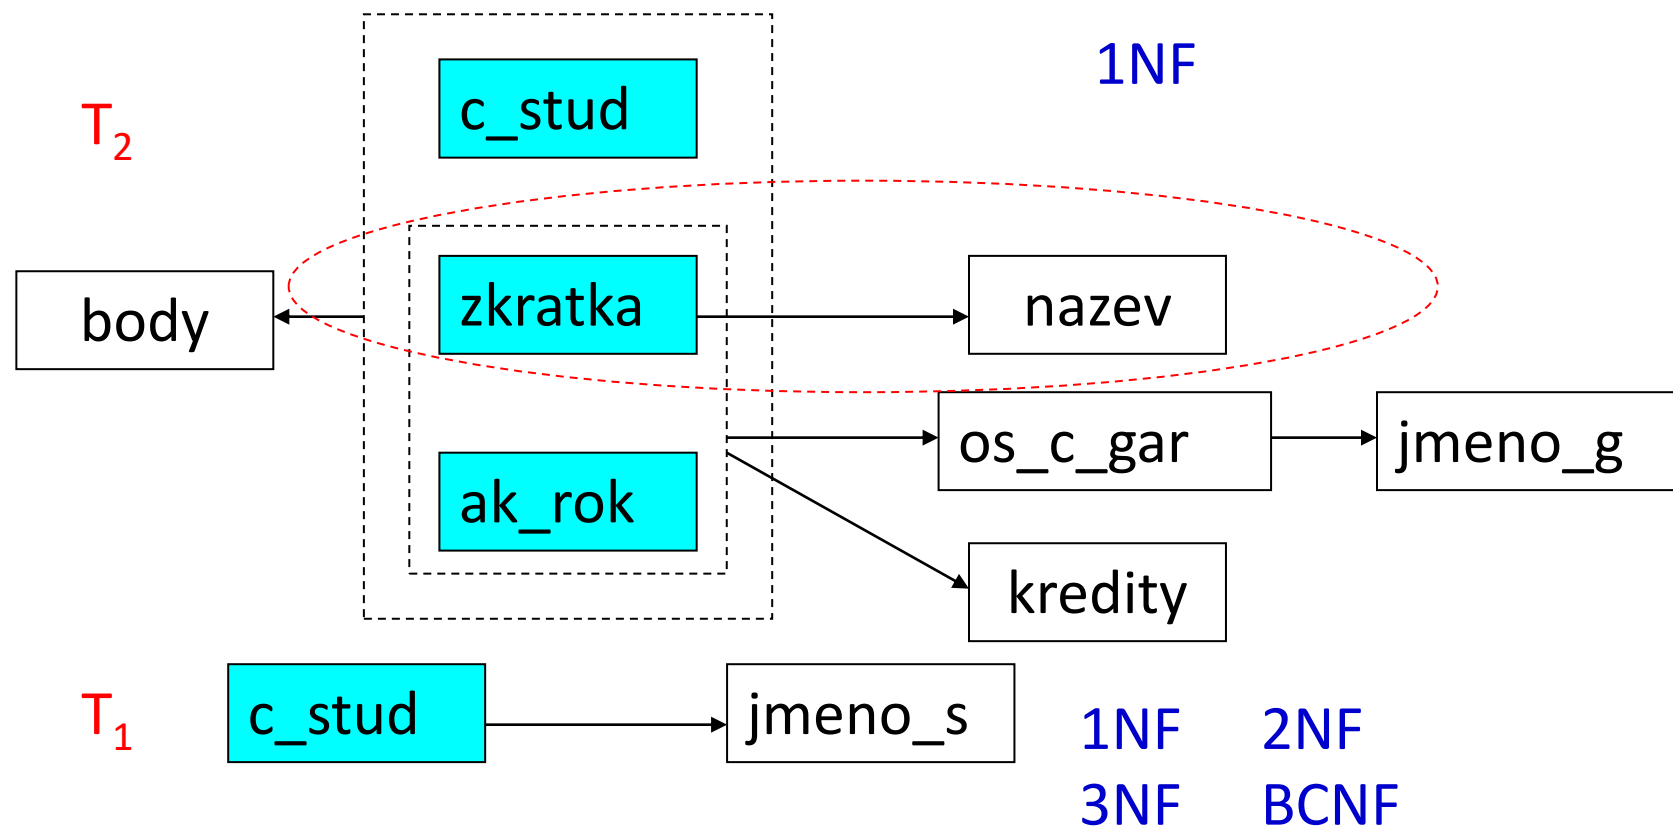 1NF
c_stud
T2
zkratka
nazev
body
os_c_gar
jmeno_g
ak_rok
kredity
T1
c_stud
jmeno_s
1NF 2NF
3NF BCNF